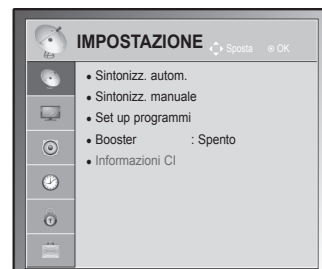 IMPOSTAZIONE Sposta OK
• Sintonizz. autom.
• Sintonizz. manuale
• Set up programmi
• Booster : Spento
• Informazioni CI